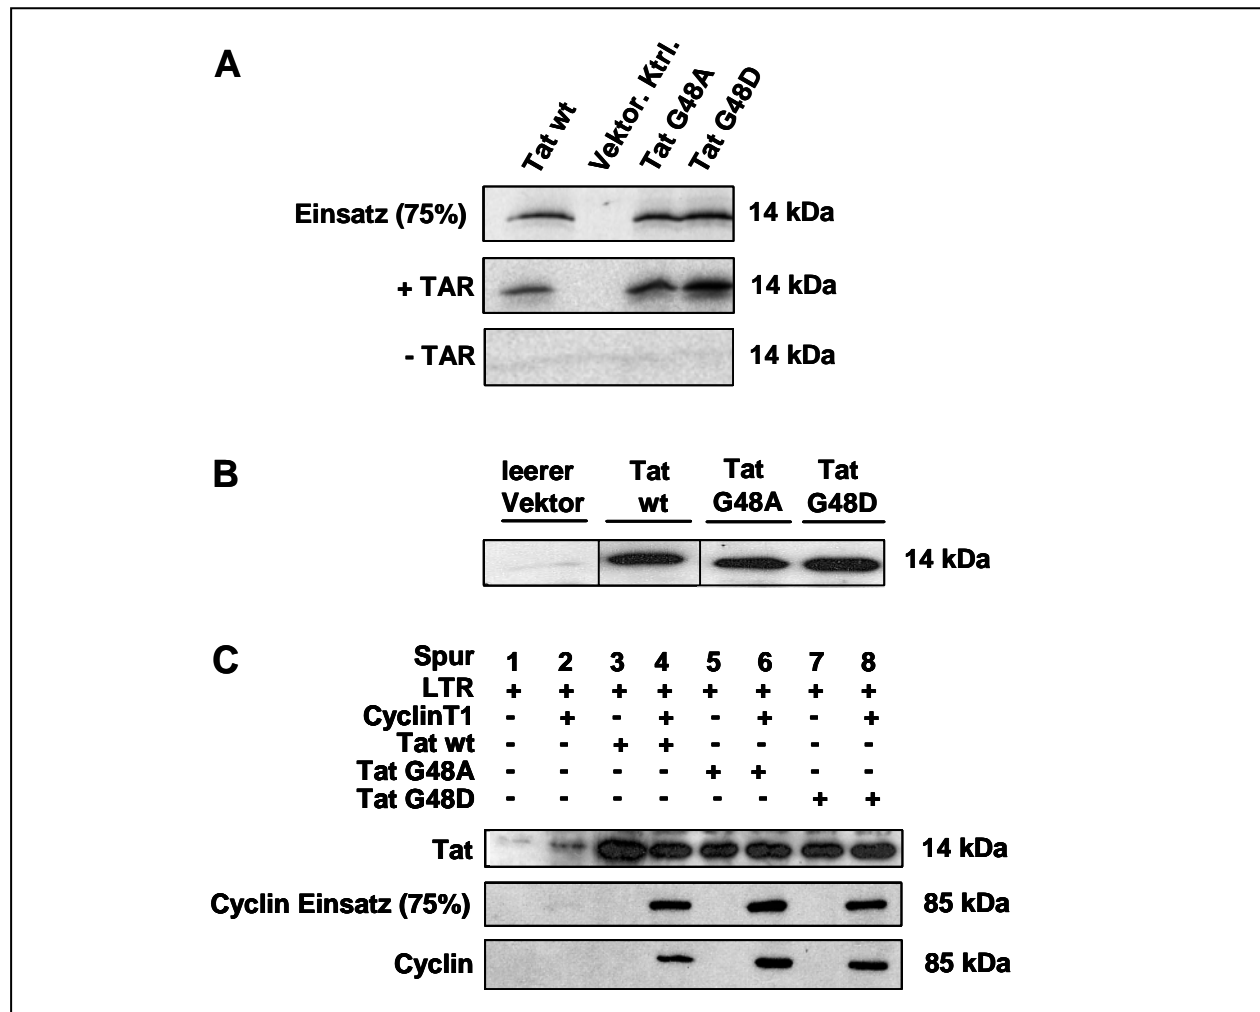 A
Tat wt
Vektor. Ktrl.
Tat G48A
Tat G48D
Einsatz (75%) 14 kDa
+ TAR 14 kDa
- TAR 14 kDa
B
leerer Tat Tat Tat
Vektor wt G48A G48D
14 kDa
C
Spur 1 2 3 4 5 6 7 8
LTR + + + + + + + +
CyclinT1 - + - + - + - +
Tat wt - - + + - - - -
Tat G48A - - - - + + - -
Tat G48D - - - - - - + +
Tat 14 kDa
Cyclin Einsatz (75%) 85 kDa
Cyclin 85 kDa